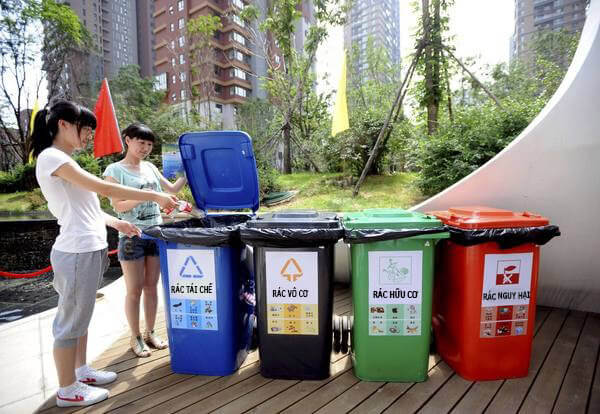 RÁC TÁI CHẾ
RÁC VÔ CƠ
RÁC HỮU CƠ
RÁC NGUY HẠI